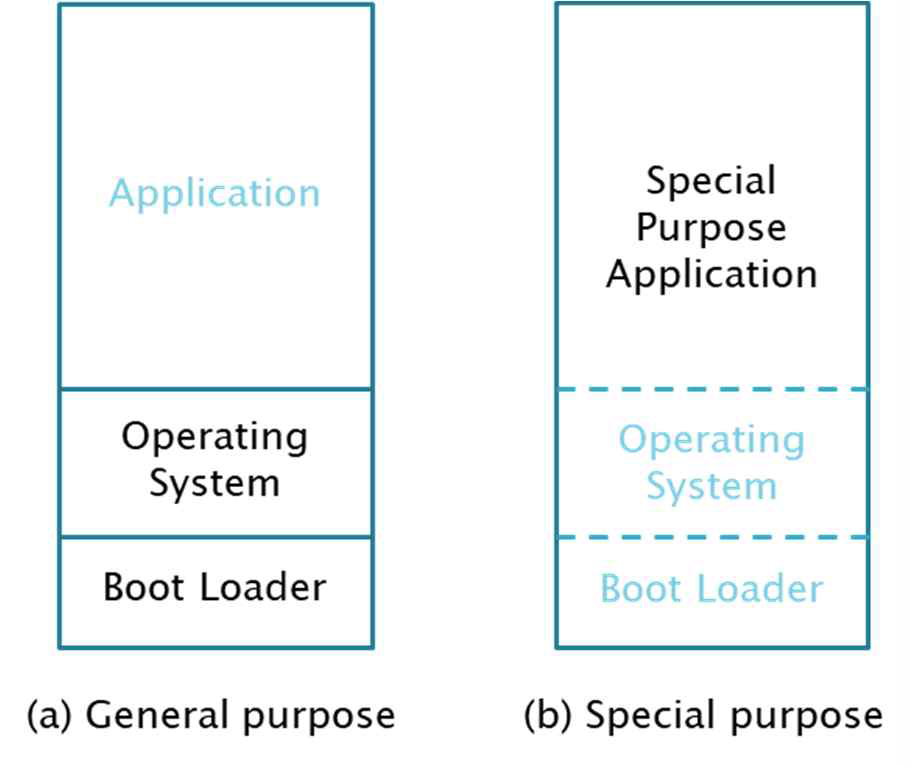 Application
Operating
System
Boot Loader
(a) General purpose
Special
Purpose
Application
Operating
System
Boot Loader
(b) Special purpose